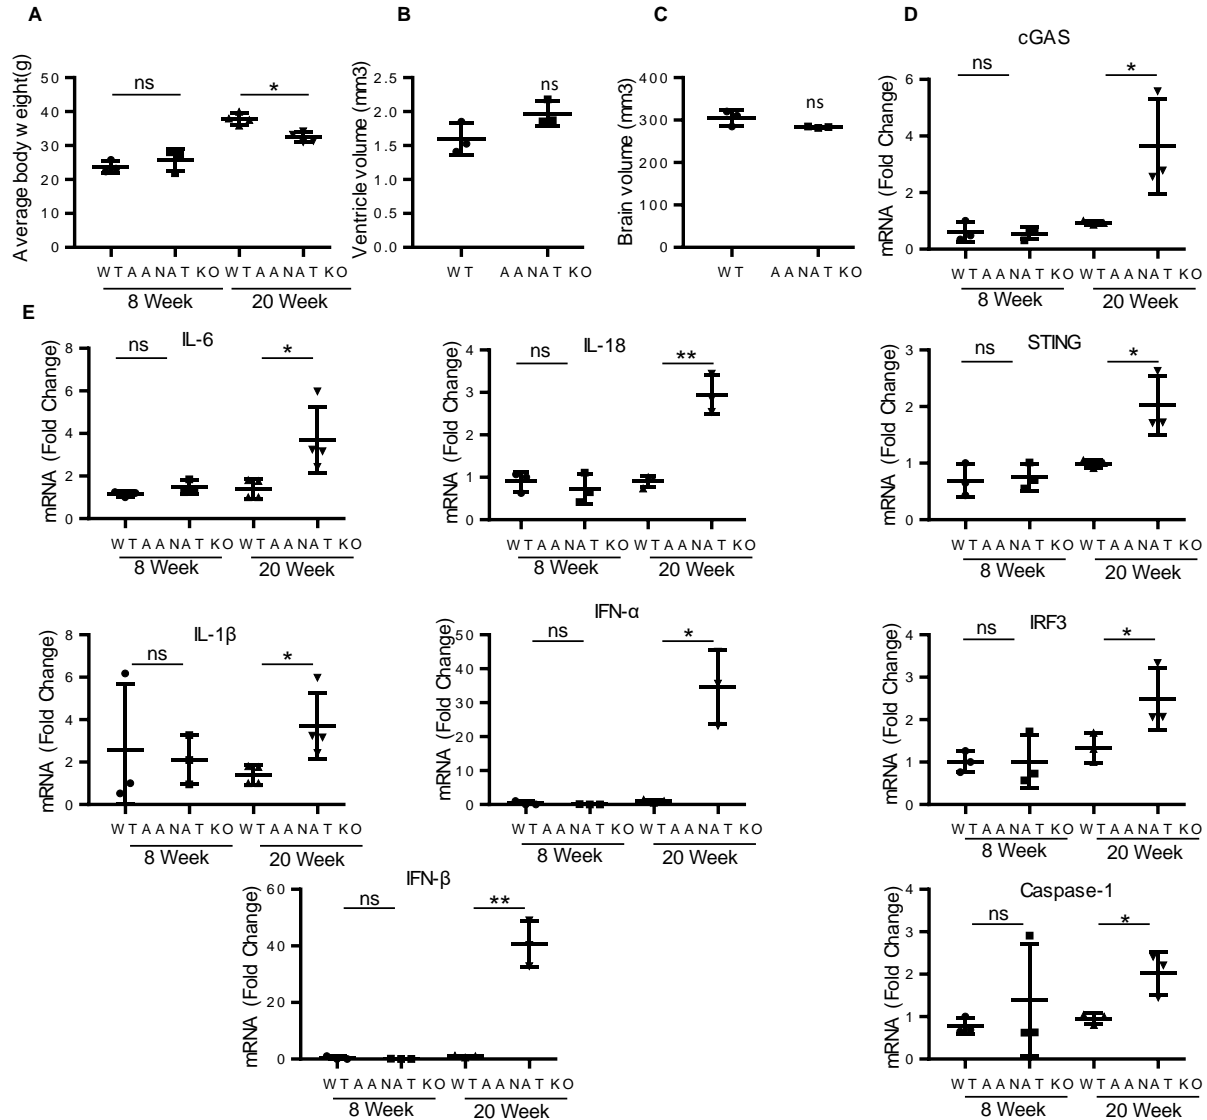 A
B
C
D
Average body weight(g)
50
40
30
20
10
0
ns
*
WT AANAT KO WT AANAT KO
8 Week 20 Week
Ventricle volume (mm3)
2.5
2.0
1.5
1.0
0.5
0.0
ns
WT AANAT KO
Brain volume (mm3)
400
300
200
100
0
ns
WT AANAT KO
cGAS
mRNA (Fold Change)
6
4
2
0
ns
*
WT AANAT KO WT AANAT KO
8 Week 20 Week
E
IL-6
mRNA (Fold Change)
8
6
4
2
0
ns
*
WT AANAT KO WT AANAT KO
8 Week 20 Week
IL-18
mRNA (Fold Change)
4
3
2
1
0
ns
**
WT AANAT KO WT AANAT KO
8 Week 20 Week
STING
mRNA (Fold Change)
3
2
1
0
ns
*
WT AANAT KO WT AANAT KO
8 Week 20 Week
IL-1β
mRNA (Fold Change)
8
6
4
2
0
ns
*
WT AANAT KO WT AANAT KO
8 Week 20 Week
IFN-α
mRNA (Fold Change)
50
40
30
20
10
0
ns
*
WT AANAT KO WT AANAT KO
8 Week 20 Week
IRF3
mRNA (Fold Change)
4
3
2
1
0
ns
*
WT AANAT KO WT AANAT KO
8 Week 20 Week
IFN-β
mRNA (Fold Change)
60
40
20
0
ns
**
WT AANAT KO WT AANAT KO
8 Week 20 Week
Caspase-1
mRNA (Fold Change)
4
3
2
1
0
ns
*
WT AANAT KO WT AANAT KO
8 Week 20 Week